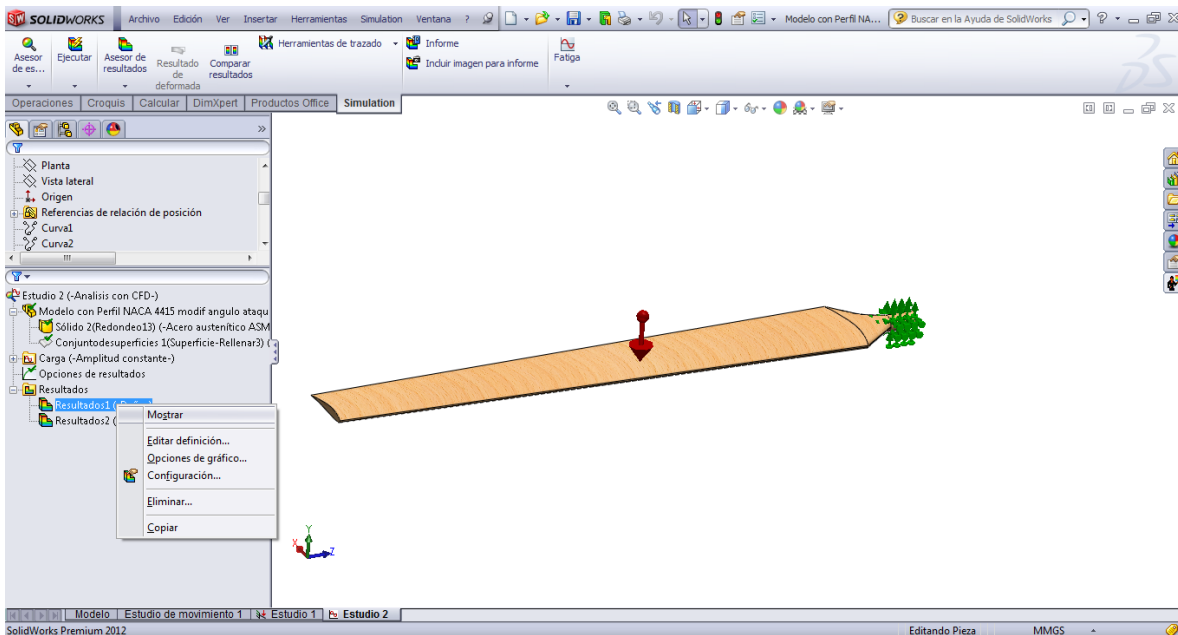 SOLIDWORKS Archivo Edición Ver Insertar Herramientas Simulation Ventana ? Modelo con Perfil NA... Buscar en la Ayuda de SolidWorks
Asesor de es...
Ejecutar
Asesor de resultados
Resultado de deformada
Comparar resultados
Herramientas de trazado
Informe
Incluir imagen para informe
Fatiga
Operaciones Croquis Calcular DimXpert Productos Office Simulation
Planta
Vista lateral
Origen
Referencias de relación de posición
Curva1
Curva2
Estudio 2 (-Analisis con CFD-)
Modelo con Perfil NACA 4415 modif angulo ataqu
Sólido 2(Redondeo13) (-Acero austenítico ASM
Conjuntodesuperficies 1(Superficie-Rellenar3) (
Carga (-Amplitud constante-)
Opciones de resultados
Resultados
Resultados1
Resultados2 (
Mostrar
Editar definición...
Opciones de gráfico...
Configuración...
Eliminar...
Copiar
Y
X
Z
Modelo Estudio de movimiento 1 Estudio 1 Estudio 2
SolidWorks Premium 2012 Editando Pieza MMGS